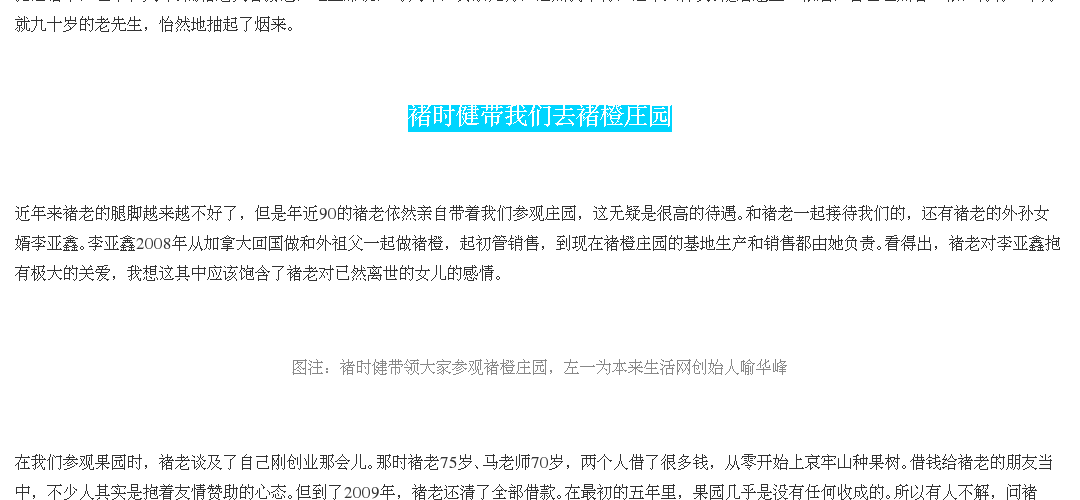 就九十岁的老先生，怡然地抽起了烟来。
褚时健带我们去褚橙庄园
近年来褚老的腿脚越来越不好了，但是年近90的褚老依然亲自带着我们参观庄园，这无疑是很高的待遇。和褚老一起接待我们的，还有褚老的外孙女
婿李亚鑫。李亚鑫2008年从加拿大回国做和外祖父一起做褚橙，起初管销售，到现在褚橙庄园的基地生产和销售都由她负责。看得出，褚老对李亚鑫抱
有极大的关爱，我想这其中应该饱含了褚老对已然离世的女儿的感情。
图注：褚时健带领大家参观褚橙庄园，左一为本来生活网创始人喻华峰
在我们参观果园时，褚老谈及了自己刚创业那会儿。那时褚老75岁、马老师70岁，两个人借了很多钱，从零开始上哀牢山种果树。借钱给褚老的朋友当
中，不少人其实是抱着友情赞助的心态。但到了2009年，褚老还清了全部借款。在最初的五年里，果园几乎是没有任何收成的。所以有人不解，问褚